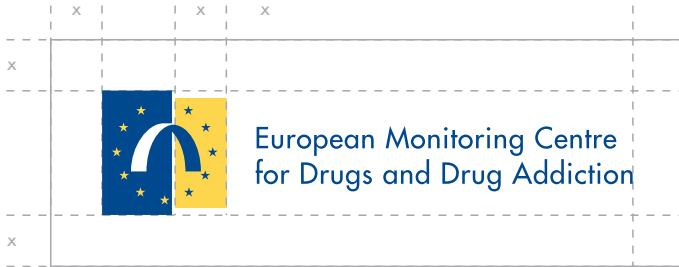 x x x
x
European Monitoring Centre
for Drugs and Drug Addiction
x